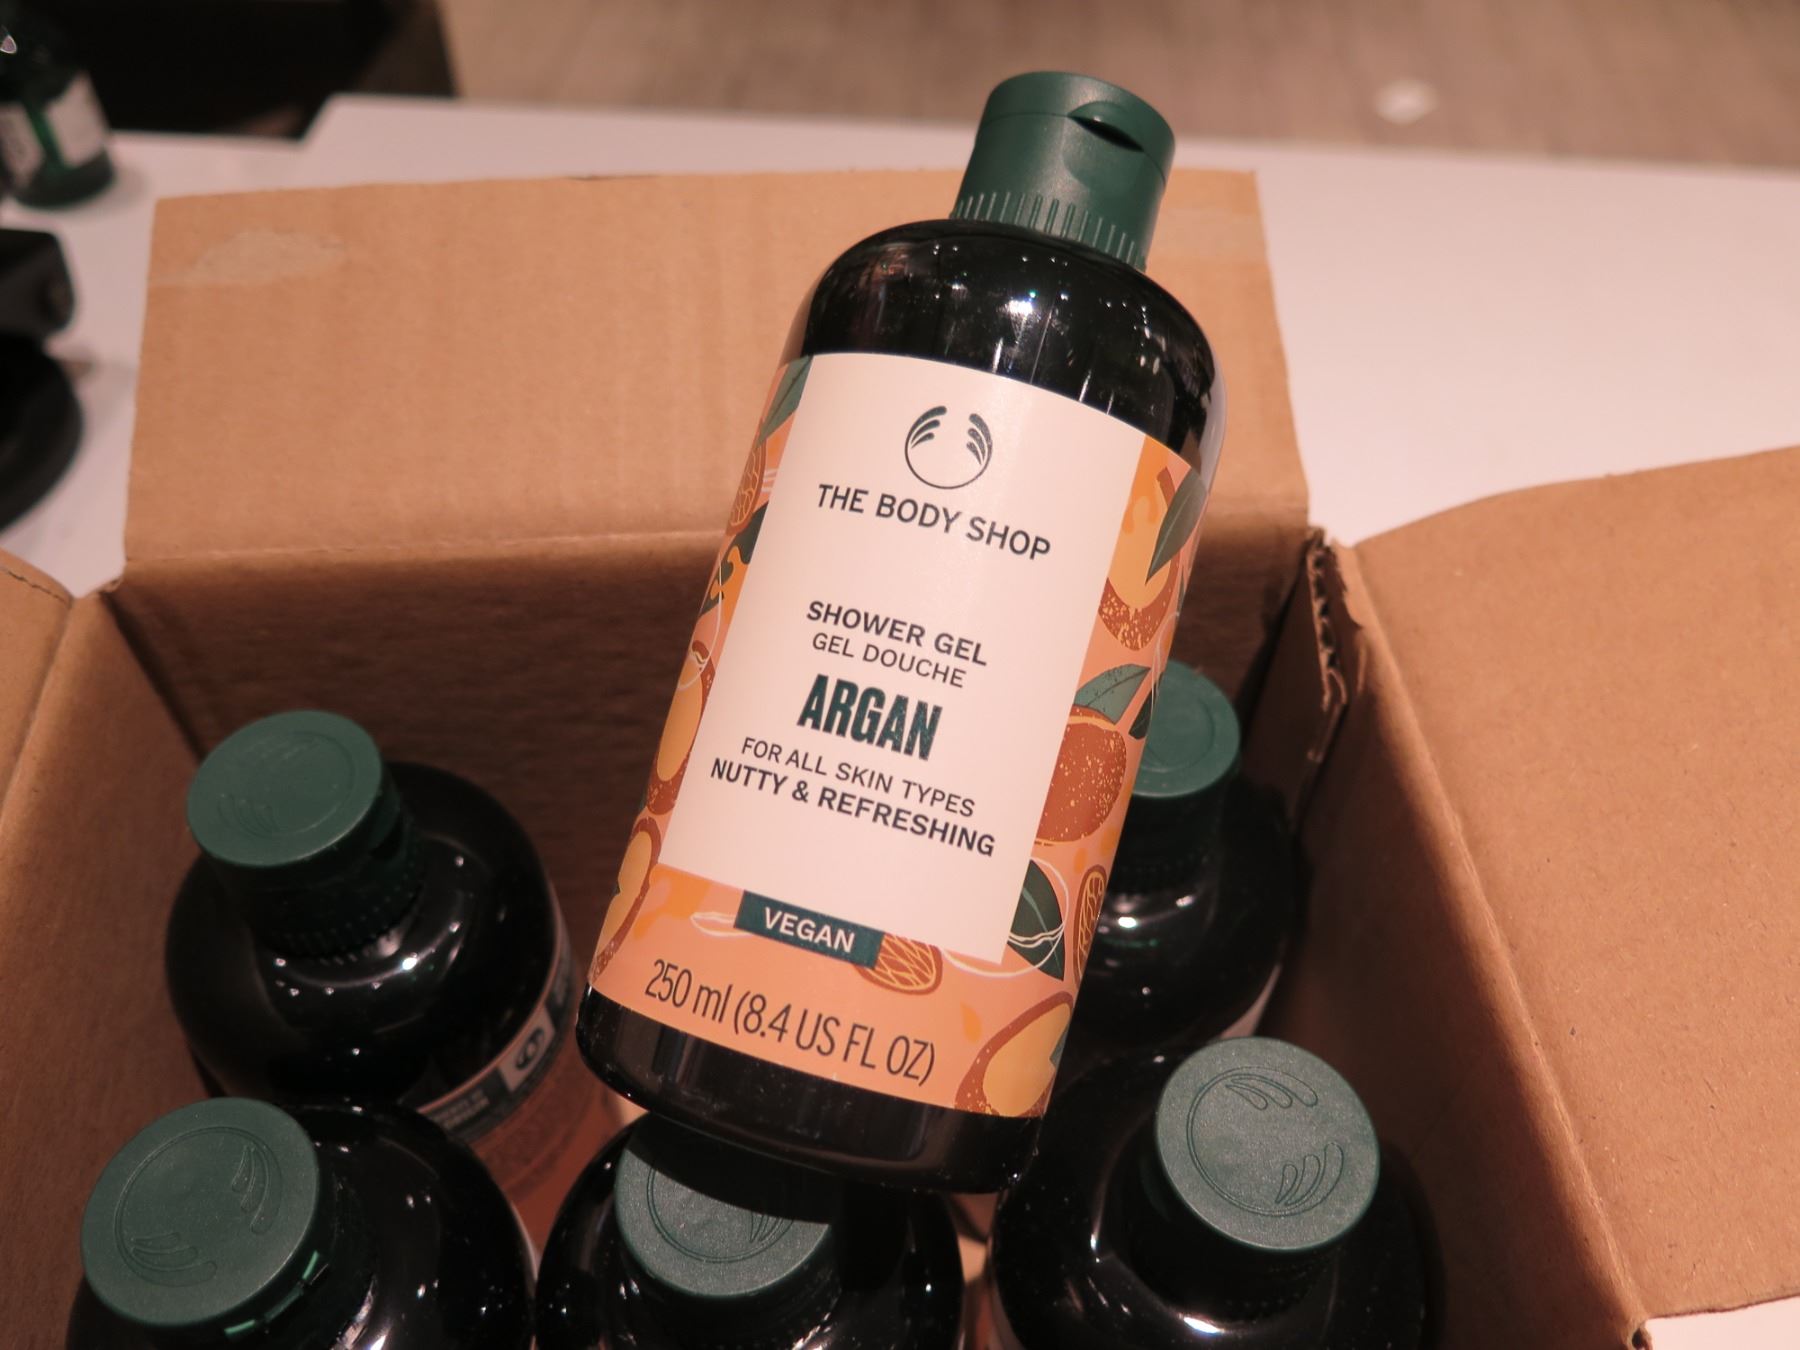 THE BODY SHOP
SHOWER GEL
GEL DOUCHE
ARGAN
FOR ALL SKIN TYPES
NUTTY & REFRESHING
VEGAN
250 ml (8.4 US FL OZ)